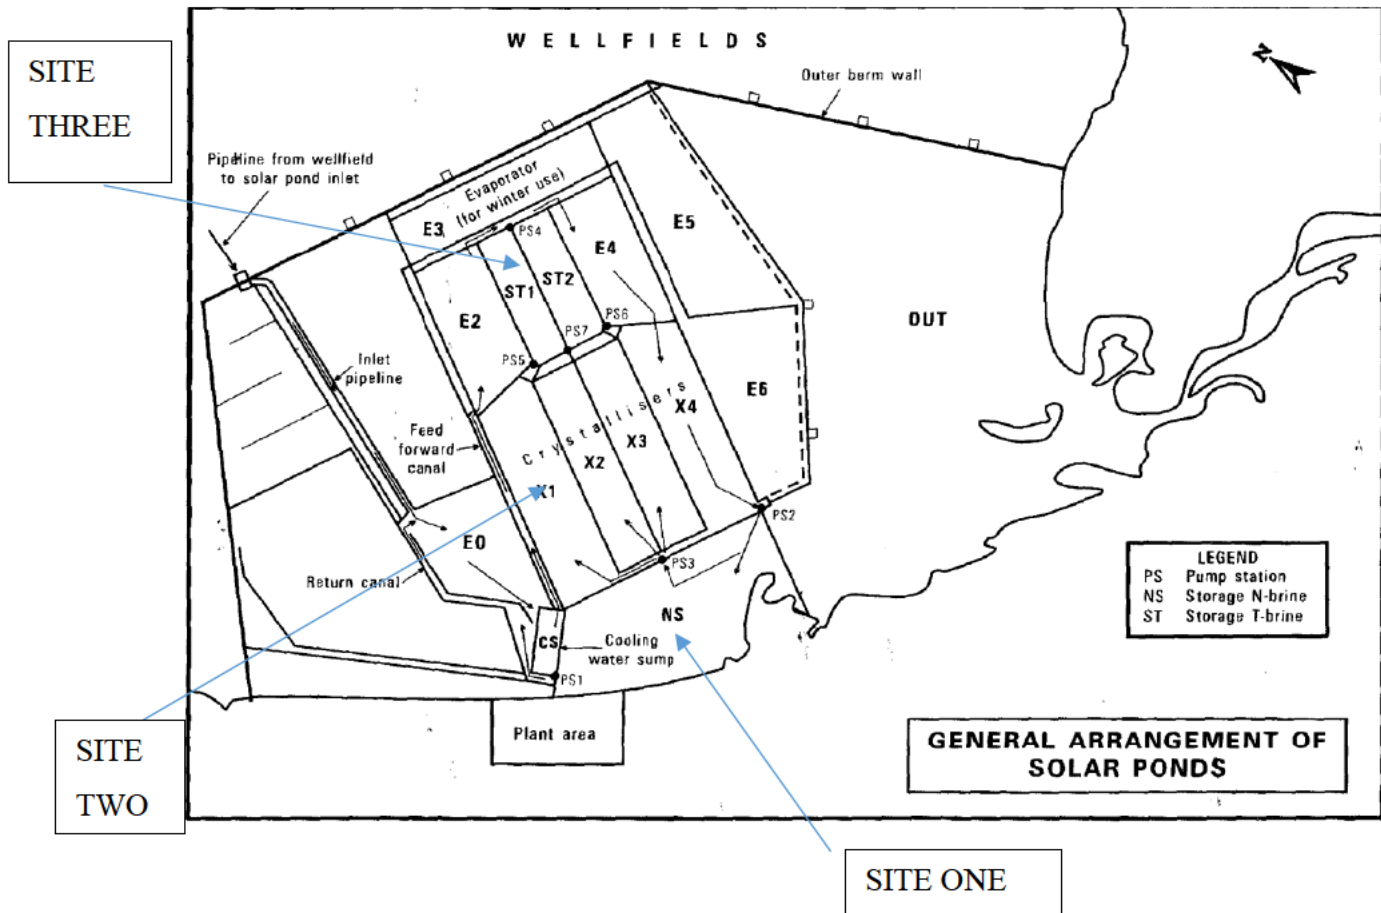 SITE
THREE
WELLFIELDS
Outer berm wall
N
Pipeline from wellfield
to solar pond inlet
Evaporator
(for winter use)
E3
PS4
E4
E5
ST2
ST1
E2
OUT
PS6
PS7
PS5
Inlet
pipeline
E6
Crystallisers
X4
Feed
forward
canal
X3
X2
X1
PS2
E0
PS3
Return canal
NS
CS
Cooling
water sump
PS1
LEGEND
PS Pump station
NS Storage N-brine
ST Storage T-brine
Plant area
GENERAL ARRANGEMENT OF
SOLAR PONDS
SITE
TWO
SITE ONE